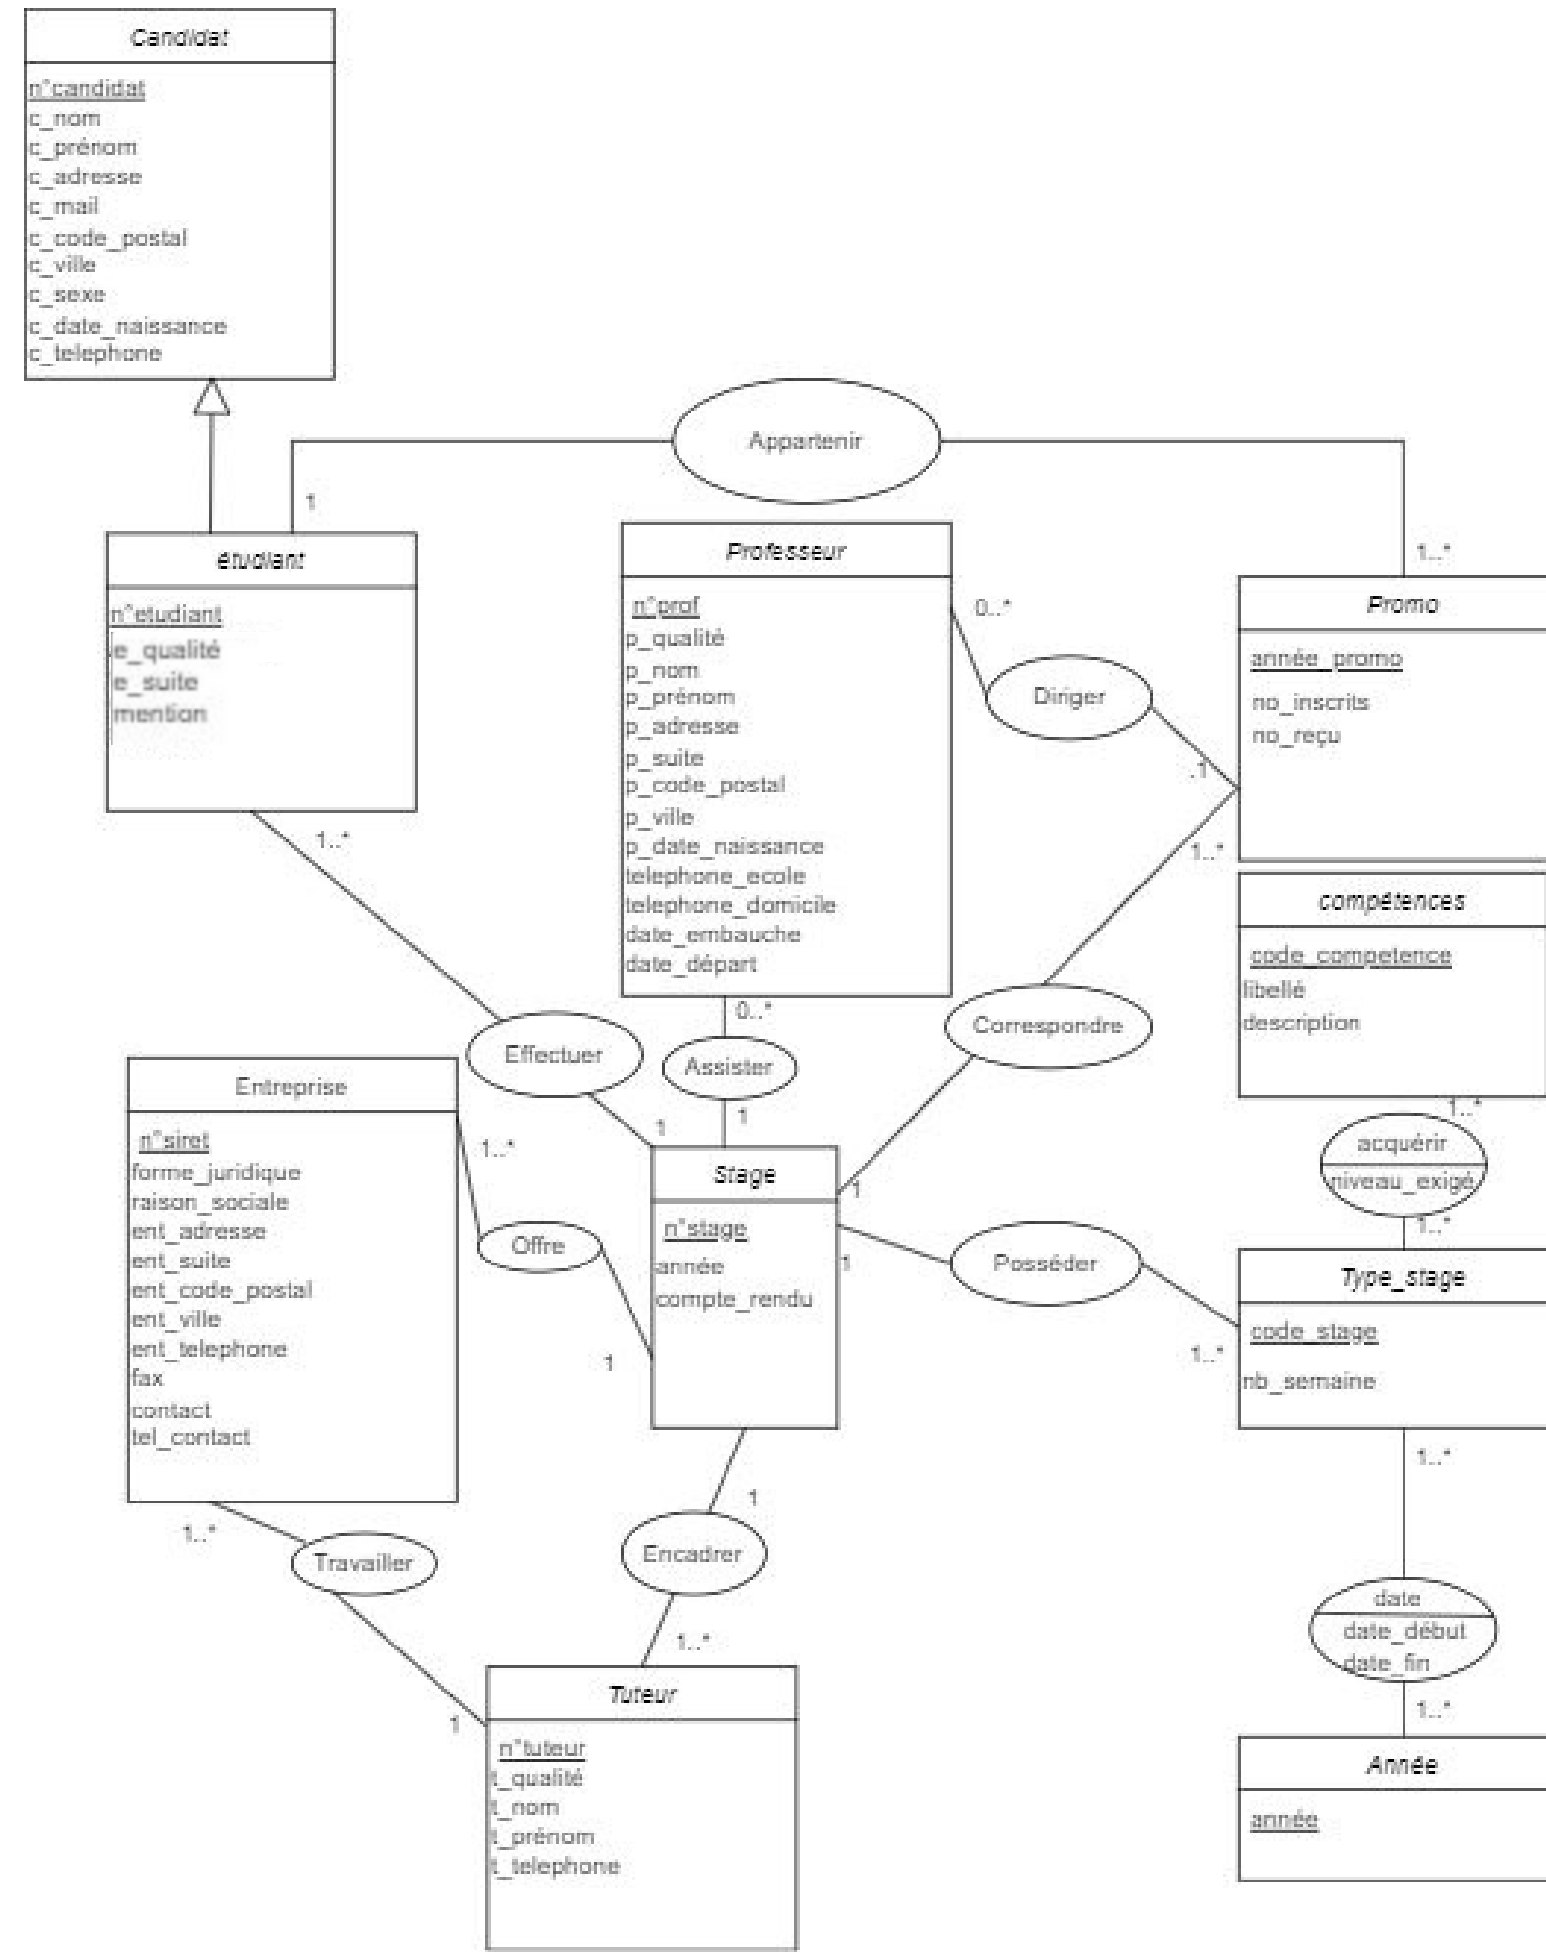 Candidat
n°candidat
c_nom
c_prénom
c_adresse
c_mail
c_code_postal
c_ville
c_sexe
c_date_naissance
c_telephone
Appartenir
1
1..*
étudiant
n°etudiant
e_qualité
e_suite
mention
1..*
Professeur
n°prof
p_qualité
p_nom
p_prénom
p_adresse
p_suite
p_code_postal
p_ville
p_date_naissance
telephone_ecole
telephone_domicile
date_embauche
date_départ
0..*
Diriger
.1
Promo
année_promo
no_inscrits
no_reçu
1..*
compétences
code_competence
libellé
description
1..*
acquérir
niveau_exigé
1..*
Correspondre
1
0..*
Assister
1
Effectuer
1
Entreprise
n°siret
forme_juridique
raison_sociale
ent_adresse
ent_suite
ent_code_postal
ent_ville
ent_telephone
fax
contact
tel_contact
1..*
Offre
1
Stage
n°stage
année
compte_rendu
1
Posséder
1..*
Type_stage
code_stage
nb_semaine
1..*
date
date_début
date_fin
1..*
Année
année
1..*
Travailler
1
1
Encadrer
1..*
Tuteur
n°tuteur
t_qualité
t_nom
t_prénom
t_telephone